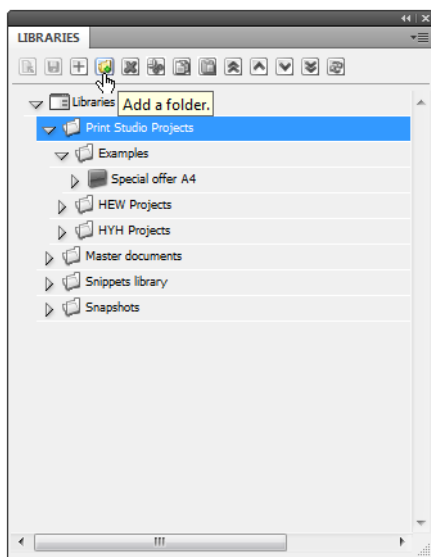 LIBRARIES
Libraries
Add a folder.
Print Studio Projects
Examples
Special offer A4
HEW Projects
HYH Projects
Master documents
Snippets library
Snapshots